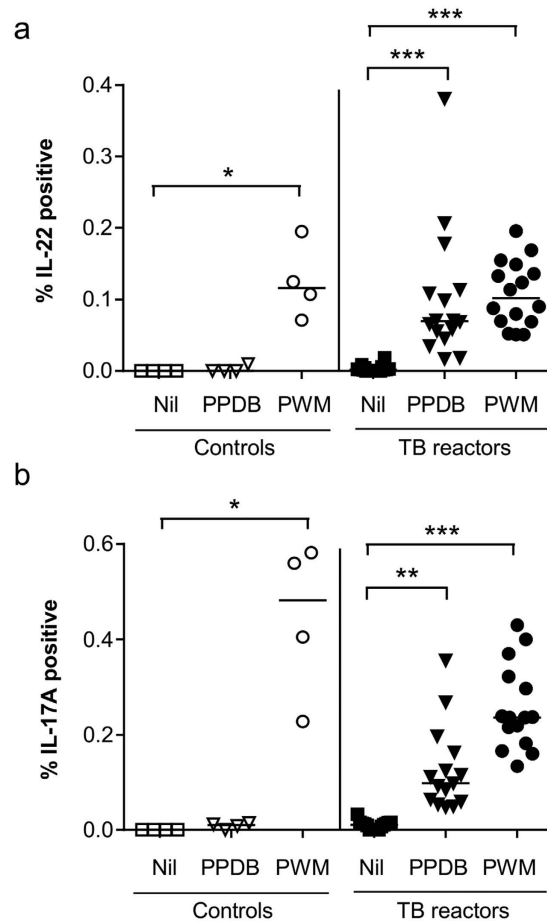 a
***
***
*
0.4
0.3
0.2
0.1
0.0
% IL-22 positive
Nil PPDB PWM Nil PPDB PWM
Controls TB reactors
b
***
**
*
0.6
0.4
0.2
0.0
% IL-17A positive
Nil PPDB PWM Nil PPDB PWM
Controls TB reactors